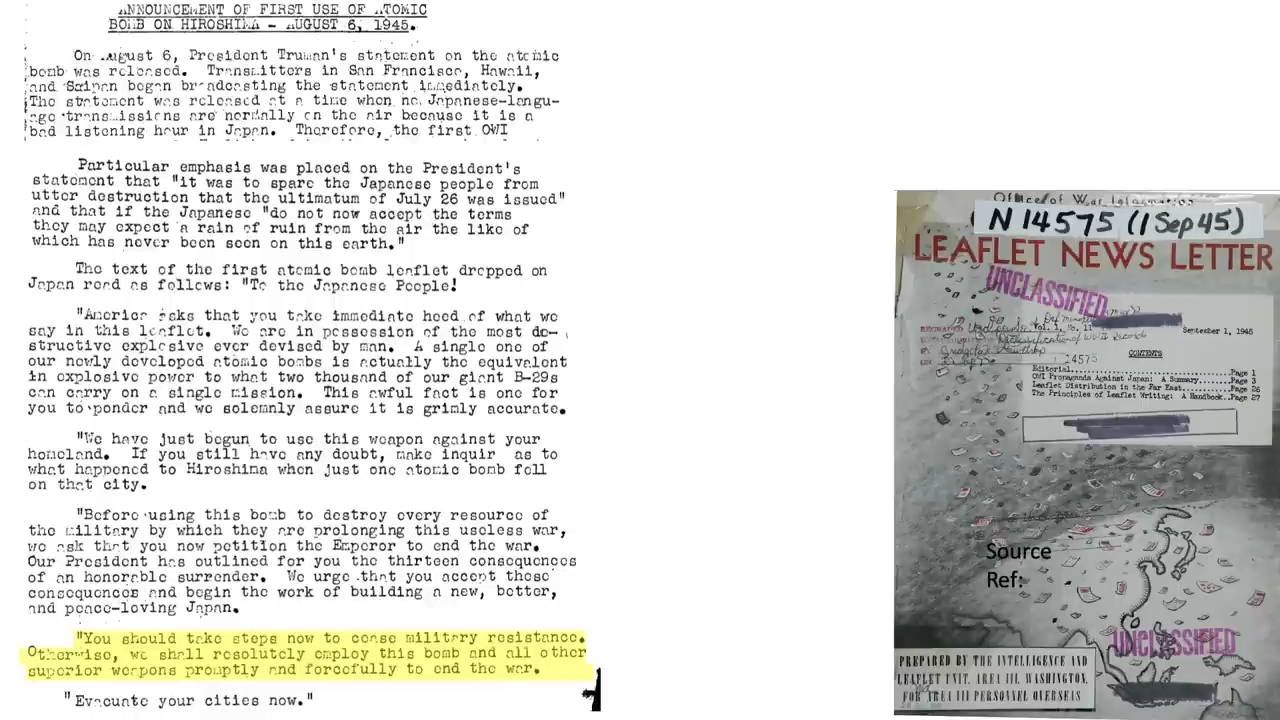 ANNOUNCEMENT OF FIRST USE OF ATOMIC
BOMB ON HIROSHIMA - AUGUST 6, 1945.
On August 6, President Truman's statement on the atomic
bomb was released. Transmitters in San Francisco, Hawaii,
and Saipan began broadcasting the statement immediately.
The statement was released at a time when no Japanese-langu-
age transmissions are normally on the air because it is a
bad listening hour in Japan. Therefore, the first OWI
Particular emphasis was placed on the President's
statement that "it was to spare the Japanese people from
utter destruction that the ultimatum of July 26 was issued"
and that if the Japanese "do not now accept the terms
they may expect a rain of ruin from the air the like of
which has never been seen on this earth."
The text of the first atomic bomb leaflet dropped on
Japan read as follows: "To the Japanese People!
"America asks that you take immediate heed of what we
say in this leaflet. We are in possession of the most de-
structive explosive ever devised by man. A single one of
our newly developed atomic bombs is actually the equivalent
in explosive power to what two thousand of our giant B-29s
can carry on a single mission. This awful fact is one for
you to ponder and we solemnly assure it is grimly accurate.
"We have just begun to use this weapon against your
homeland. If you still have any doubt, make inquir as to
what happened to Hiroshima when just one atomic bomb fell
on that city.
"Before using this bomb to destroy every resource of
the military by which they are prolonging this useless war,
we ask that you now petition the Emperor to end the war.
Our President has outlined for you the thirteen consequences
of an honorable surrender. We urge that you accept these
consequences and begin the work of building a new, better,
and peace-loving Japan.
"You should take steps now to cease military resistance.
Otherwise, we shall resolutely employ this bomb and all other
superior weapons promptly and forcefully to end the war.
"Evacuate your cities now."
Office of War Information
N 14575 (1 Sep 45)
LEAFLET NEWS LETTER
UNCLASSIFIED
Vol. 1, No. 11
September 1, 1945
14575
CONTENTS
Editorial.....Page 1
OWI Propaganda Against Japan: A Summary.....Page 3
Leaflet Distribution in the Far East.....Page 26
The Principles of Leaflet Writing: A Handbook..Page 27
Source
Ref:
UNCLASSIFIED
PREPARED BY THE INTELLIGENCE AND
LEAFLET UNIT, AREA III, WASHINGTON,
FOR AREA III PERSONNEL OVERSEAS